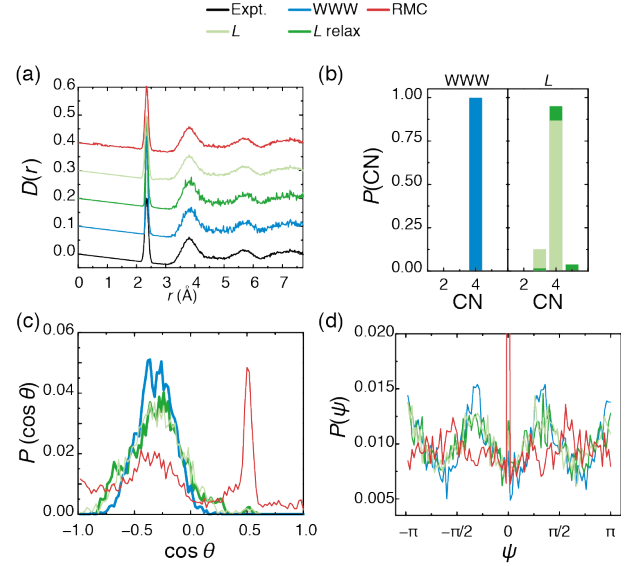 Expt. WWW RMC
L L relax
(a)
D(r)
0.6
0.5
0.4
0.3
0.2
0.1
0.0
0 1 2 3 4 5 6 7
r (Å)
(b)
WWW L
P(CN)
1.00
0.75
0.50
0.25
0.00
2 4 2 4
CN CN
(c)
P (cos θ)
0.06
0.04
0.02
0.00
−1.0 −0.5 0.0 0.5 1.0
cos θ
(d)
P(ψ)
0.020
0.015
0.010
0.005
−π −π/2 0 π/2 π
ψ